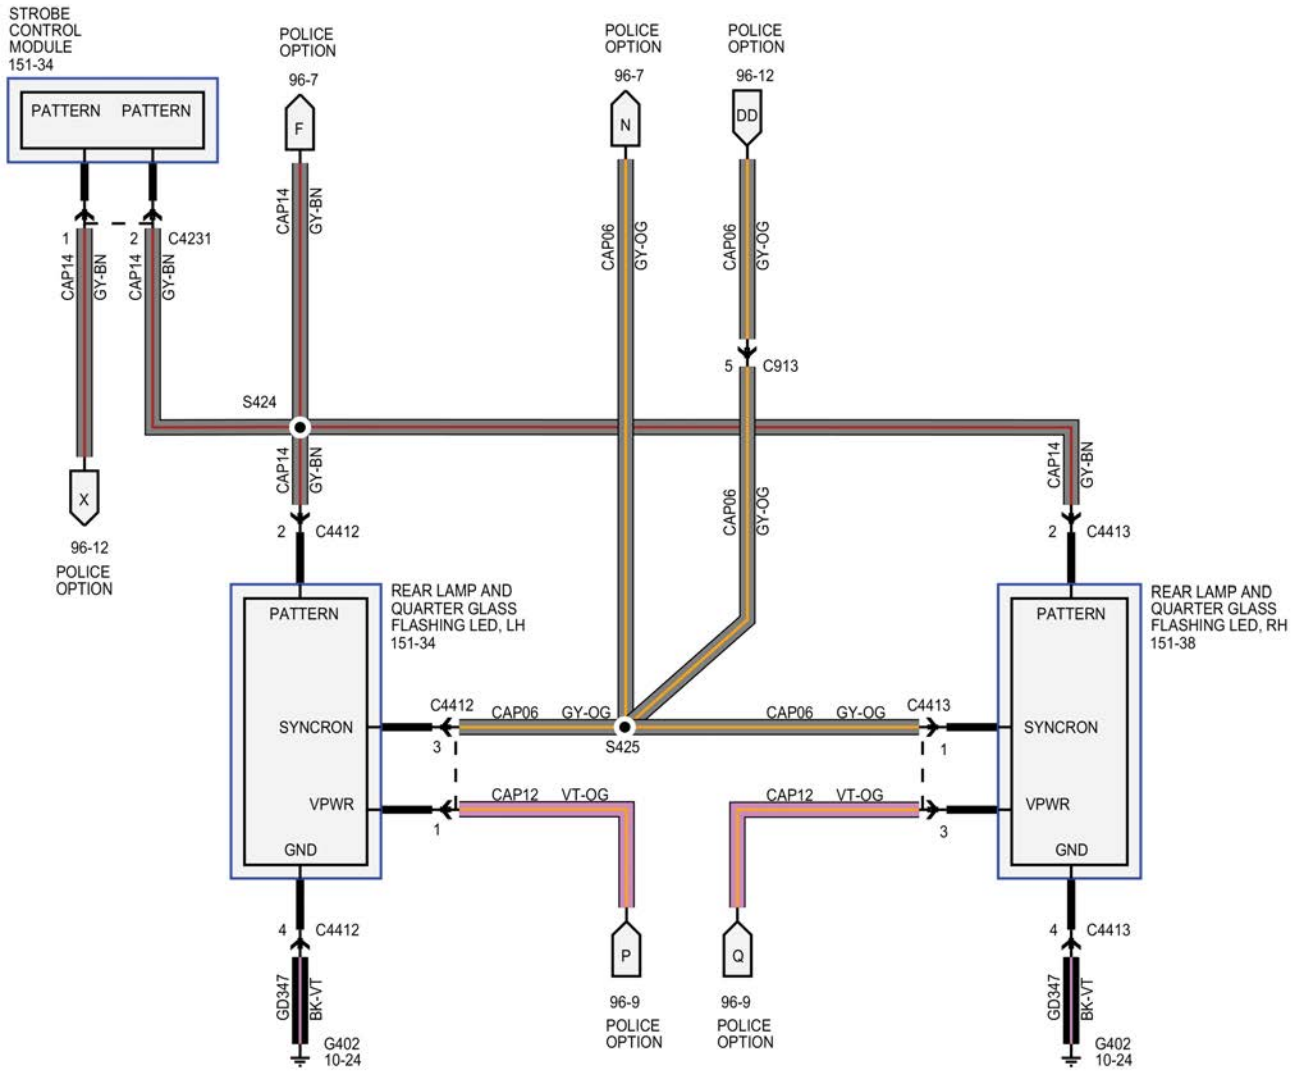 STROBE
CONTROL
MODULE
151-34
PATTERN PATTERN
1 2 C4231
CAP14
GY-BN
CAP14
GY-BN
X
96-12
POLICE
OPTION
POLICE
OPTION
96-7
F
CAP14
GY-BN
S424
CAP14
GY-BN
2 C4412
POLICE
OPTION
96-7
N
CAP06
GY-OG
POLICE
OPTION
96-12
DD
CAP06
GY-OG
5 C913
CAP06
GY-OG
CAP14
GY-BN
2 C4413
REAR LAMP AND
QUARTER GLASS
FLASHING LED, LH
151-34
PATTERN
SYNCRON
VPWR
GND
C4412
3
CAP06 GY-OG
S425
CAP06 GY-OG
C4413
1
1
CAP12 VT-OG
CAP12 VT-OG
3
REAR LAMP AND
QUARTER GLASS
FLASHING LED, RH
151-38
PATTERN
SYNCRON
VPWR
GND
4 C4412
GD347
BK-VT
G402
10-24
P
96-9
POLICE
OPTION
Q
96-9
POLICE
OPTION
4 C4413
GD347
BK-VT
G402
10-24